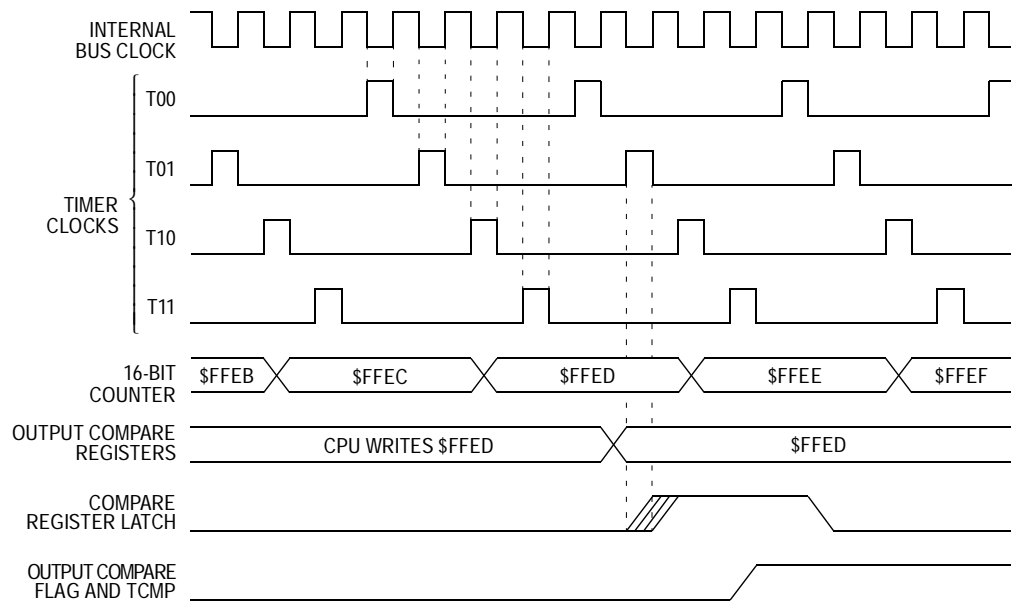 INTERNAL
BUS CLOCK
T00
T01
TIMER
CLOCKS
T10
T11
16-BIT
COUNTER
$FFEB
$FFEC
$FFED
$FFEE
$FFEF
OUTPUT COMPARE
REGISTERS
CPU WRITES $FFED
$FFED
COMPARE
REGISTER LATCH
OUTPUT COMPARE
FLAG AND TCMP